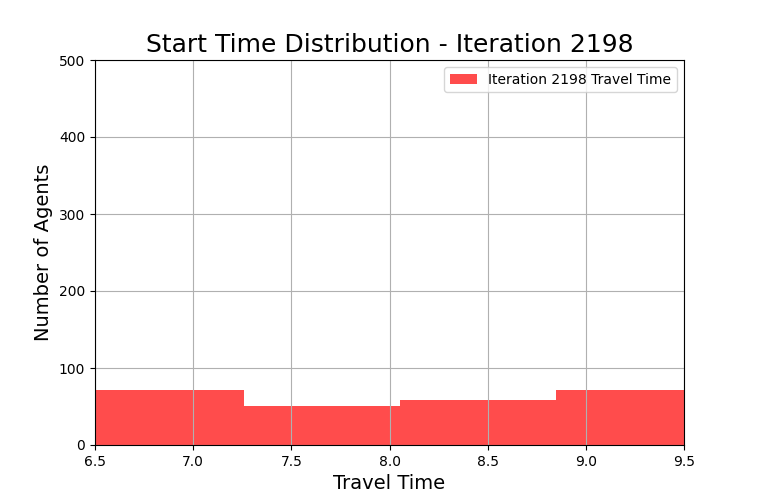 Start Time Distribution - Iteration 2198
500
400
300
200
100
0
Number of Agents
Iteration 2198 Travel Time
6.5 7.0 7.5 8.0 8.5 9.0 9.5
Travel Time